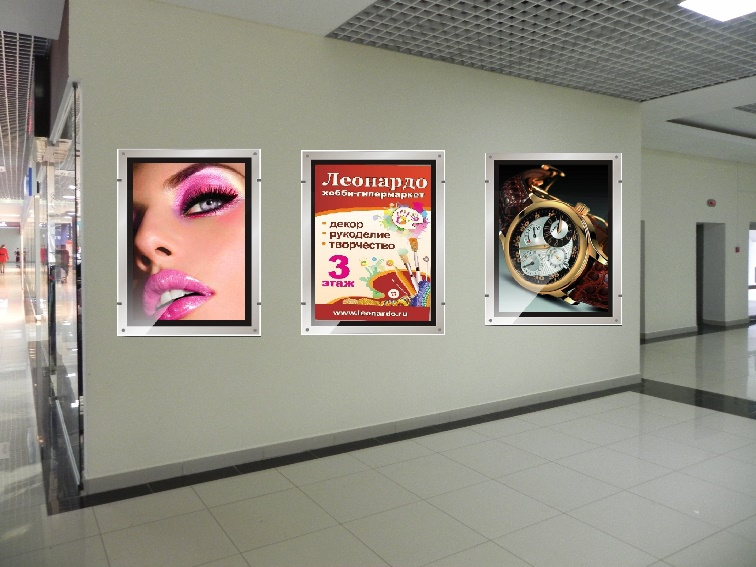 Леонардо
хобби-гипермаркет
декор
рукоделие
творчество
3
этаж
www.leonardo.ru